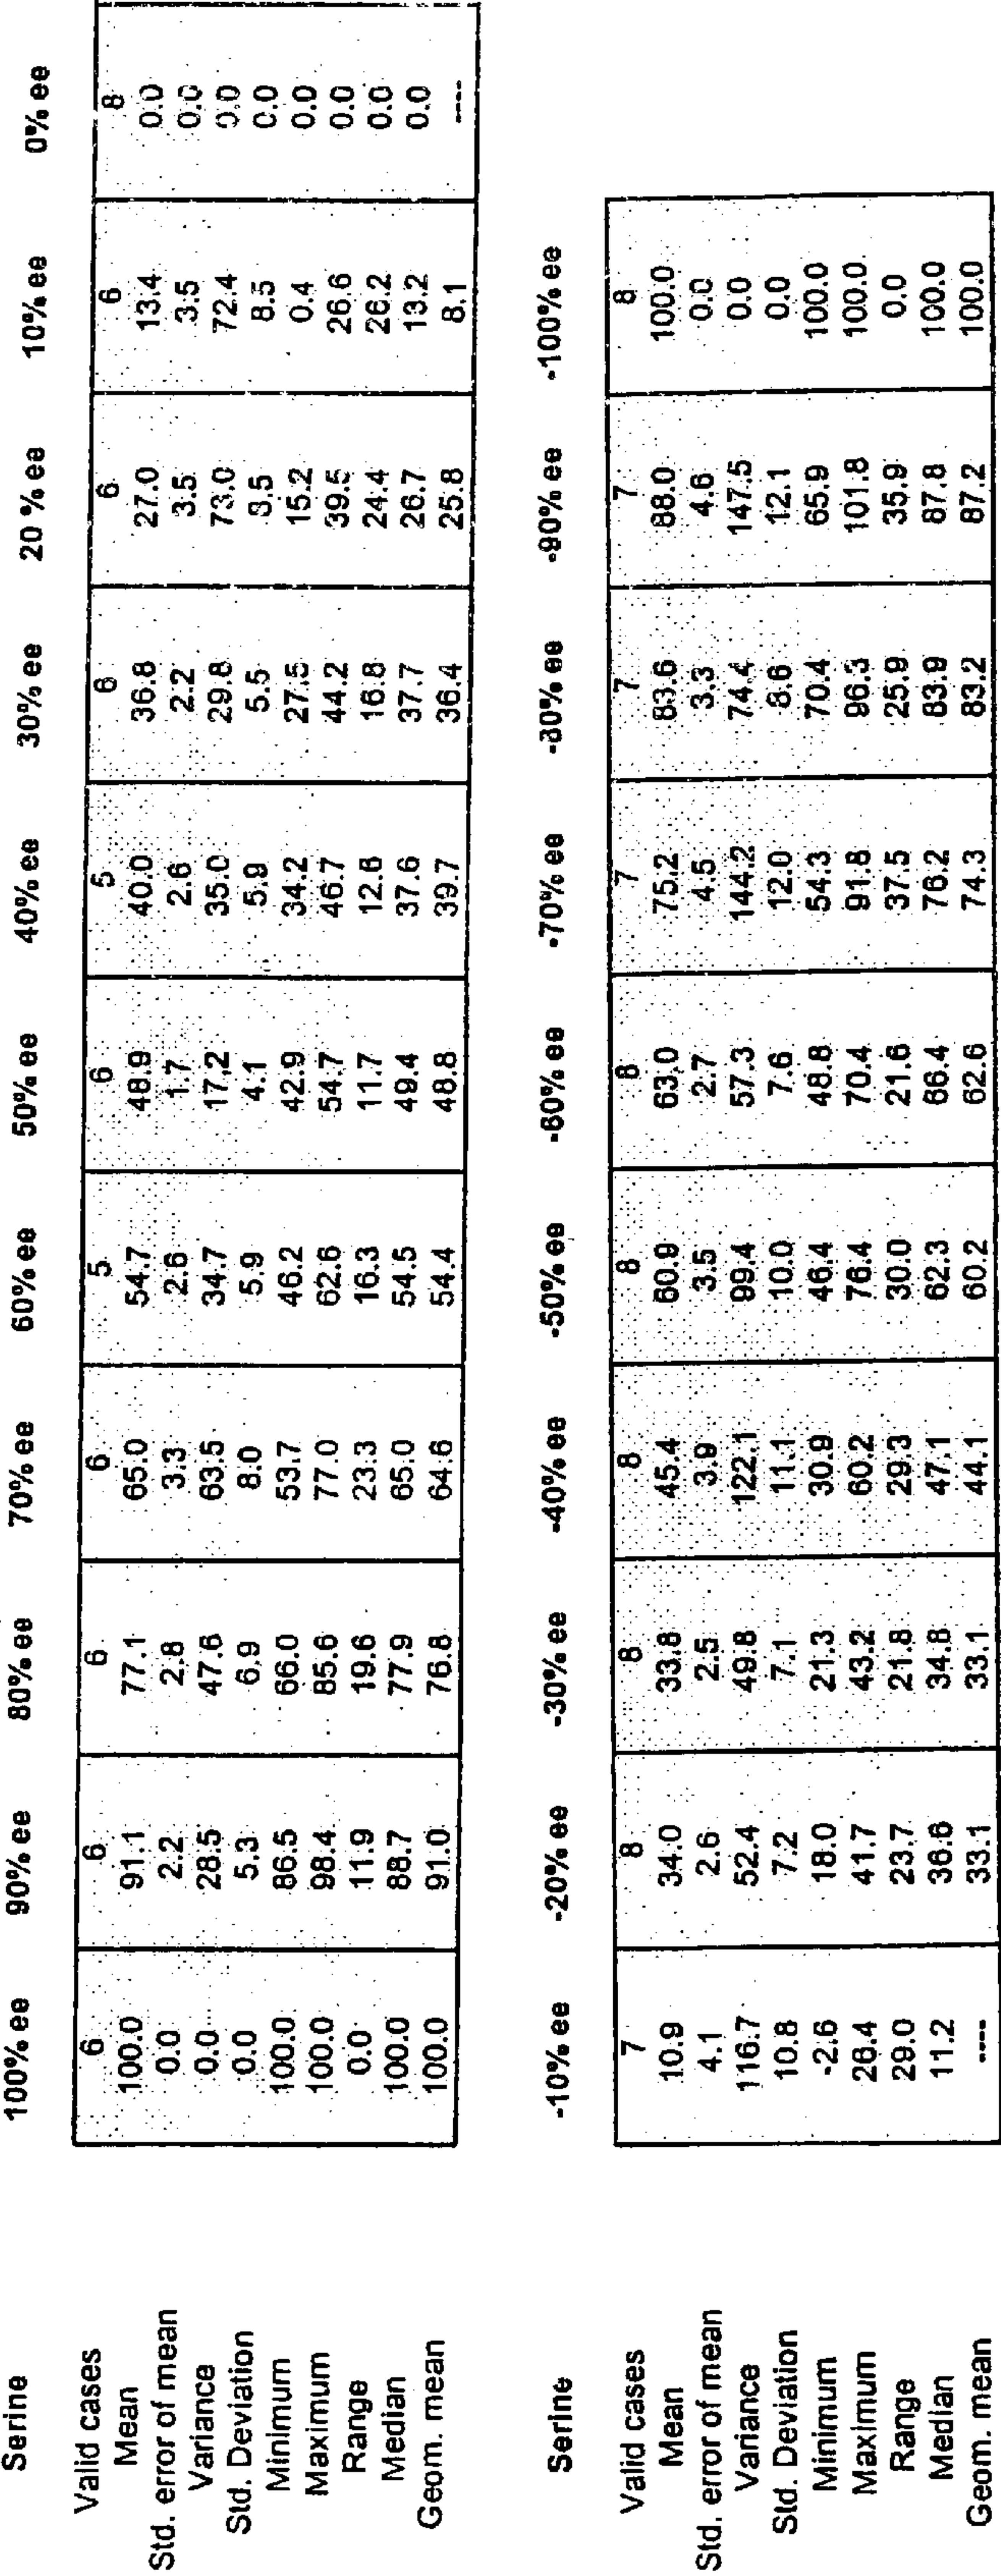 Serine 100% ee 90% ee 80% ee 70% ee 60% ee 50% ee 40% ee 30% ee 20 % ee 10% ee 0% ee
Valid cases 6 6 6 6 5 6 5 6 6 6 8
Mean 100.0 91.1 77.1 65.0 54.7 48.9 40.0 36.8 27.0 13.4 0.0
Std. error of mean 0.0 2.2 2.8 3.3 2.6 1.7 2.6 2.2 3.5 3.5 0.0
Variance 0.0 28.5 47.6 63.5 34.7 17.2 35.0 29.8 73.0 72.4 0.0
Std. Deviation 0.0 5.3 6.9 8.0 5.9 4.1 5.9 5.5 8.5 8.5 0.0
Minimum 100.0 86.5 66.0 53.7 46.2 42.9 34.2 27.5 15.2 0.4 0.0
Maximum 100.0 98.4 85.6 77.0 62.6 54.7 46.7 44.2 39.5 26.6 0.0
Range 0.0 11.9 19.6 23.3 16.3 11.7 12.6 16.8 24.4 26.2 0.0
Median 100.0 88.7 77.9 65.0 54.5 49.4 37.6 37.7 26.7 13.2 0.0
Geom. mean 100.0 91.0 76.8 64.6 54.4 48.8 39.7 36.4 25.8 8.1 ----
Serine -10% ee -20% ee -30% ee -40% ee -50% ee -60% ee -70% ee -80% ee -90% ee -100% ee
Valid cases 7 8 8 8 8 8 7 7 7 8
Mean 10.9 34.0 33.8 45.4 60.9 63.0 75.2 83.6 88.0 100.0
Std. error of mean 4.1 2.6 2.5 3.9 3.5 2.7 4.5 3.3 4.6 0.0
Variance 116.7 52.4 49.8 122.1 99.4 57.3 144.2 74.4 147.5 0.0
Std. Deviation 10.8 7.2 7.1 11.1 10.0 7.6 12.0 8.6 12.1 0.0
Minimum -2.6 18.0 21.3 30.9 46.4 48.8 54.3 70.4 65.9 100.0
Maximum 26.4 41.7 43.2 60.2 76.4 70.4 91.8 96.3 101.8 100.0
Range 29.0 23.7 21.8 29.3 30.0 21.6 37.5 25.9 35.9 0.0
Median 11.2 36.6 34.8 47.1 62.3 66.4 76.2 83.9 87.8 100.0
Geom. mean ---- 33.1 33.1 44.1 60.2 62.6 74.3 83.2 87.2 100.0